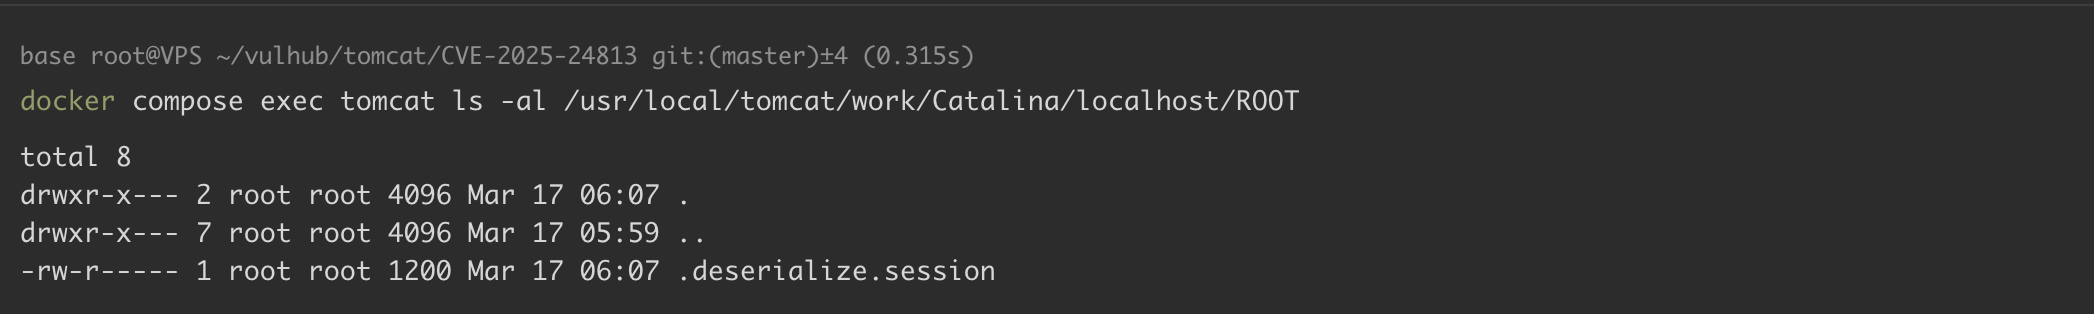 base root@VPS ~/vulhub/tomcat/CVE-2025-24813 git:(master)±4 (0.315s)
docker compose exec tomcat ls -al /usr/local/tomcat/work/Catalina/localhost/ROOT
total 8
drwxr-x--- 2 root root 4096 Mar 17 06:07 .
drwxr-x--- 7 root root 4096 Mar 17 05:59 ..
-rw-r----- 1 root root 1200 Mar 17 06:07 .deserialize.session